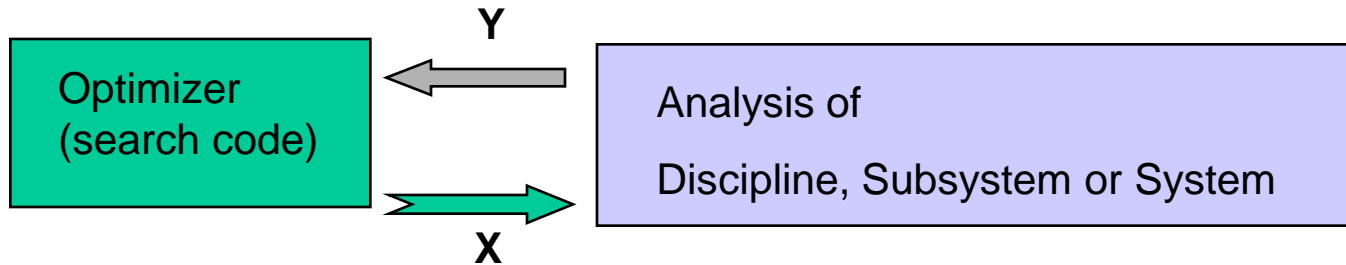 Y
Optimizer
(search code)
Analysis of
Discipline, Subsystem or System
X